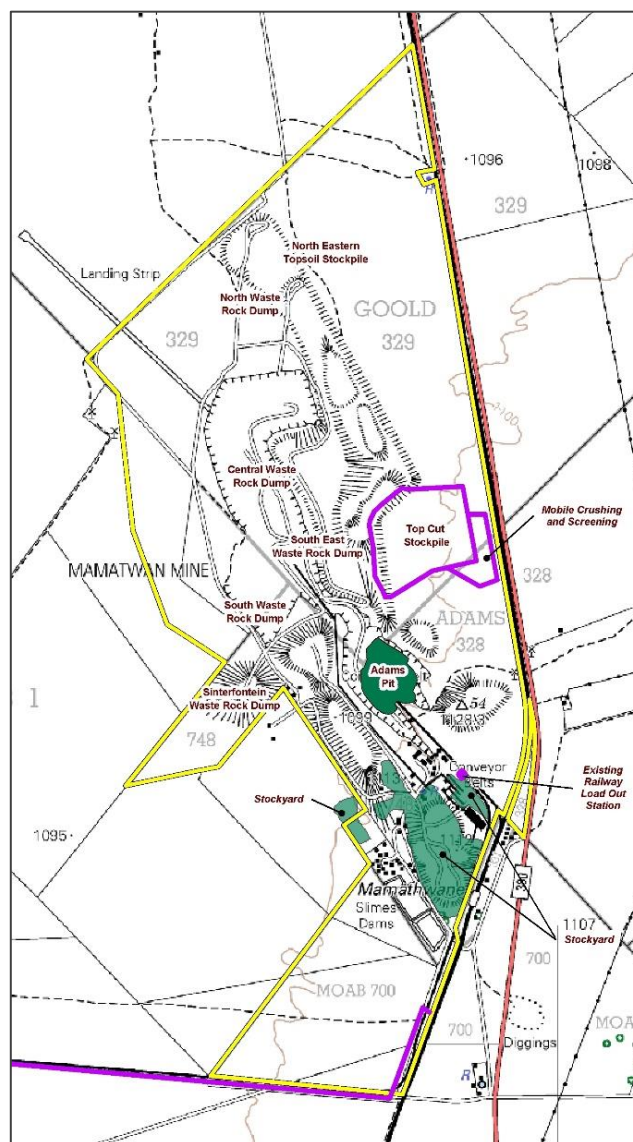 1096
1098
329
North Eastern
Topsoil Stockpile
Landing Strip
North Waste
Rock Dump
GOOLD
329
329
1100
Central Waste
Rock Dump
Top Cut
Stockpile
Mobile Crushing
and Screening
South East
Waste Rock Dump
MAMATWAN MINE
328
South Waste
Rock Dump
ADAMS
328
Adams
Pit
Sinterfontein
Waste Rock Dump
1
54
1099
748
Conveyor
Belts
Existing
Railway
Load Out
Station
Stockyard
1095
Mamathwane
Slimes
Dams
380
1107
Stockyard
700
MOAB 700
700
Diggings
MOA
R